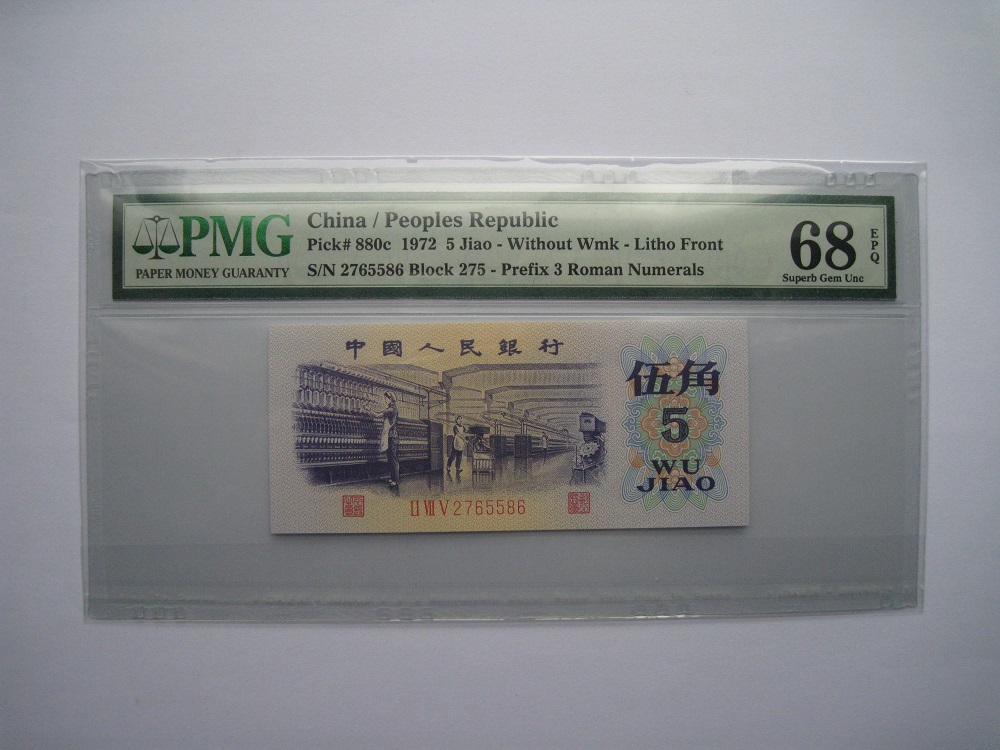 PMG
PAPER MONEY GUARANTY
China / Peoples Republic
Pick# 880c 1972 5 Jiao - Without Wmk - Litho Front
S/N 2765586 Block 275 - Prefix 3 Roman Numerals
68
EPQ
Superb Gem Unc
中國人民銀行
伍角
5
WU
JIAO
II VII V 2765586